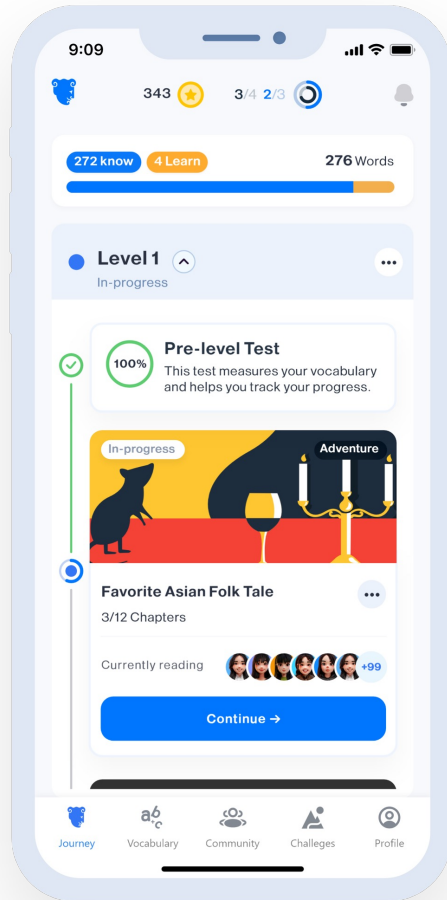 9:09
343 3/4 2/3
272 know 4 Learn 276 Words
Level 1
In-progress
100%
Pre-level Test
This test measures your vocabulary
and helps you track your progress.
In-progress Adventure
Favorite Asian Folk Tale
3/12 Chapters
Currently reading +99
Continue →
Journey Vocabulary Community Challeges Profile